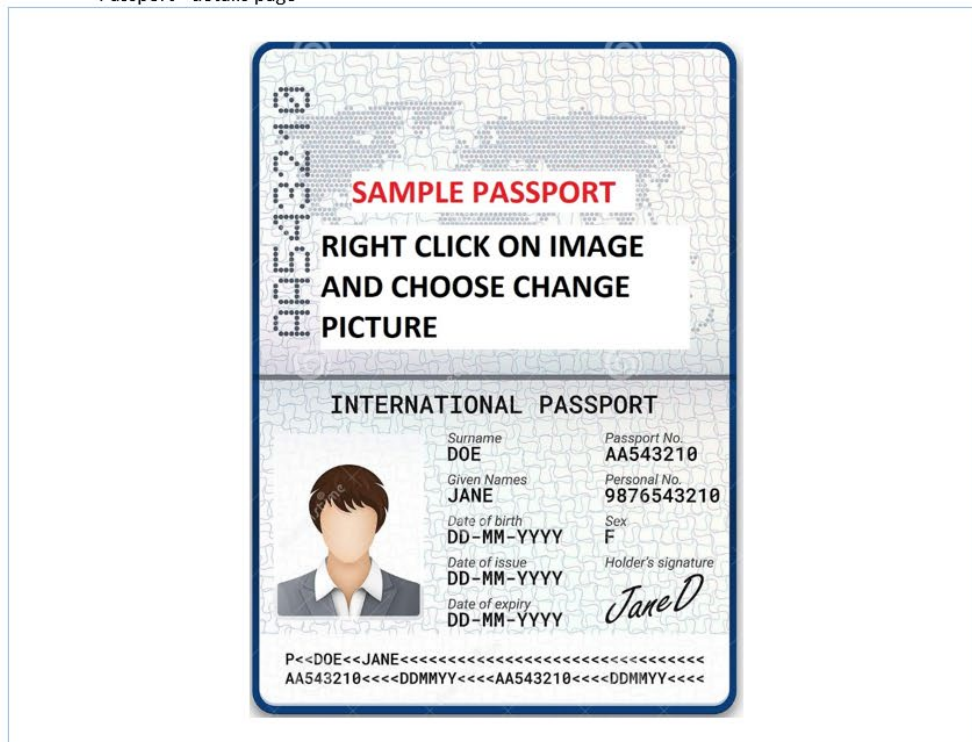 Passport - details page
AA543210
SAMPLE PASSPORT
RIGHT CLICK ON IMAGE
AND CHOOSE CHANGE
PICTURE
INTERNATIONAL PASSPORT
Surname
DOE
Passport No.
AA543210
Given Names
JANE
Personal No.
9876543210
Date of birth
DD-MM-YYYY
Sex
F
Date of issue
DD-MM-YYYY
Holder's signature
Jane D
Date of expiry
DD-MM-YYYY
P<<DOE<<JANE<<<<<<<<<<<<<<<<<<<<<<<<<<<<<<<<
AA543210<<<<DDMMYY<<<<AA543210<<<<DDMMYY<<<<